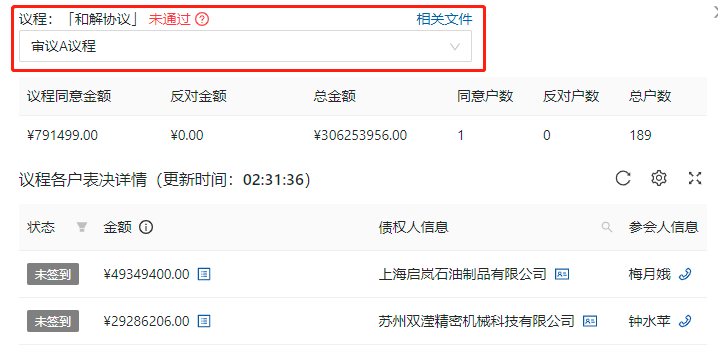 议程：「和解协议」 未通过 相关文件
审议A议程
议程同意金额 反对金额 总金额 同意户数 反对户数 总户数
¥791499.00 ¥0.00 ¥306253956.00 1 0 189
议程各户表决详情（更新时间：02:31:36）
状态 金额 债权人信息 参会人信息
未签到 ¥49349400.00 上海启岚石油制品有限公司 梅月娥
未签到 ¥29286206.00 苏州双滢精密机械科技有限公司 钟水苹